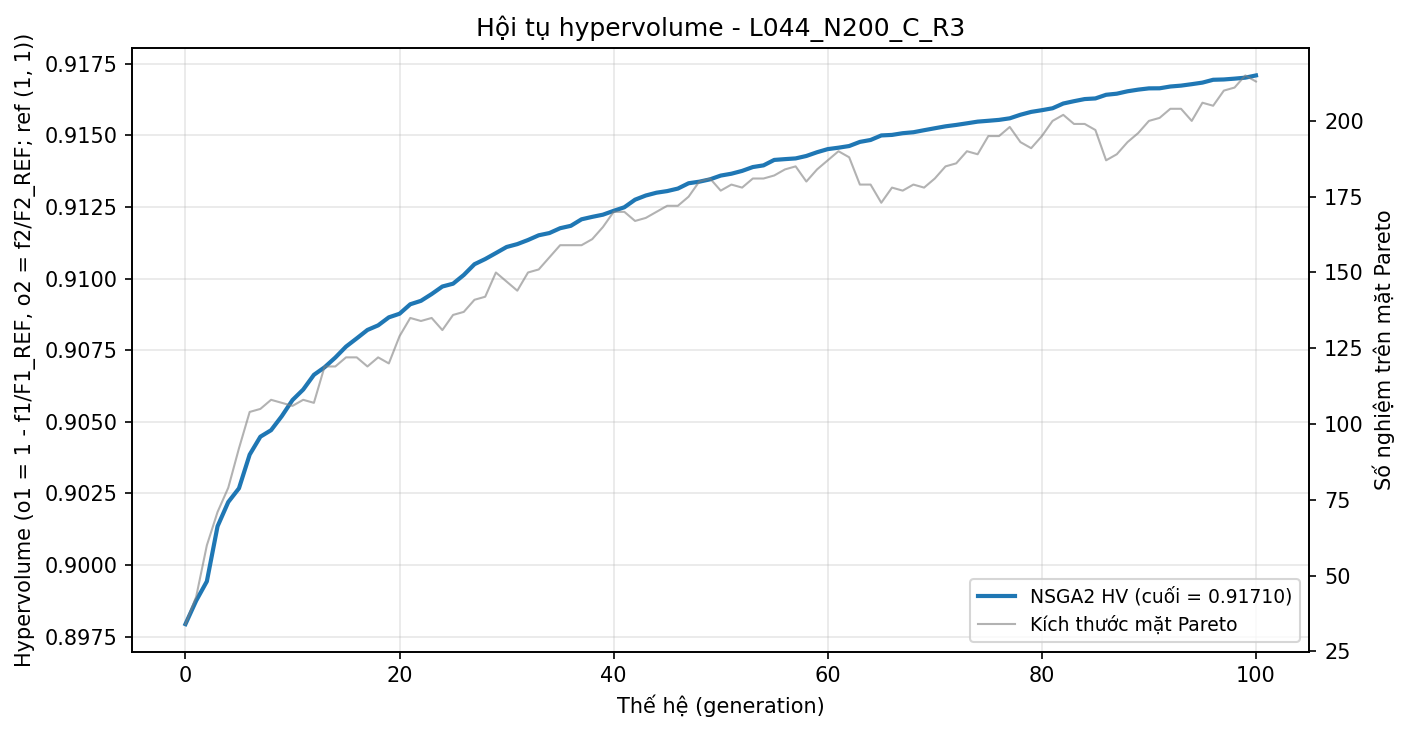 Hội tụ hypervolume - L044_N200_C_R3
Hypervolume (o1 = 1 - f1/F1_REF, o2 = f2/F2_REF; ref (1, 1))
0.9175
0.9150
0.9125
0.9100
0.9075
0.9050
0.9025
0.9000
0.8975
200
175
150
125
100
75
50
25
Số nghiệm trên mặt Pareto
NSGA2 HV (cuối = 0.91710)
Kích thước mặt Pareto
0 20 40 60 80 100
Thế hệ (generation)